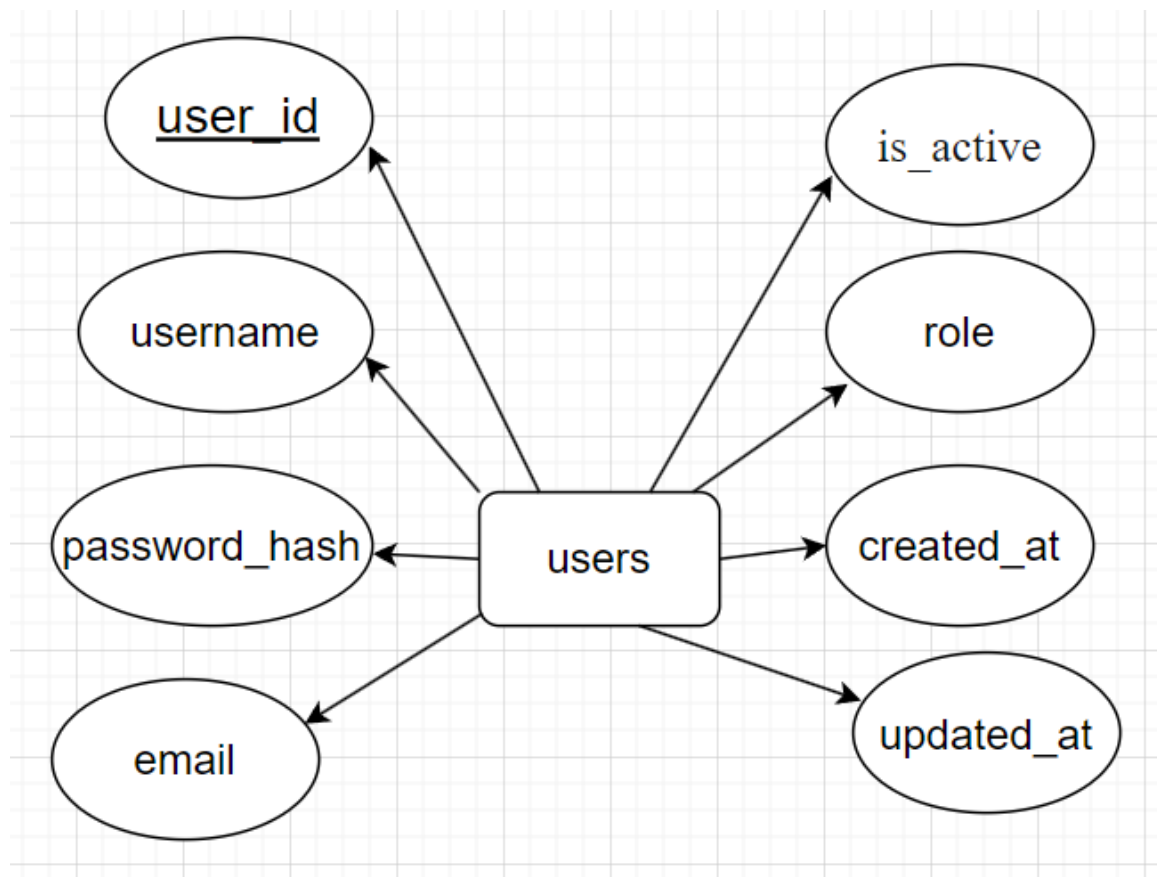 user_id
username
password_hash
email
users
is_active
role
created_at
updated_at